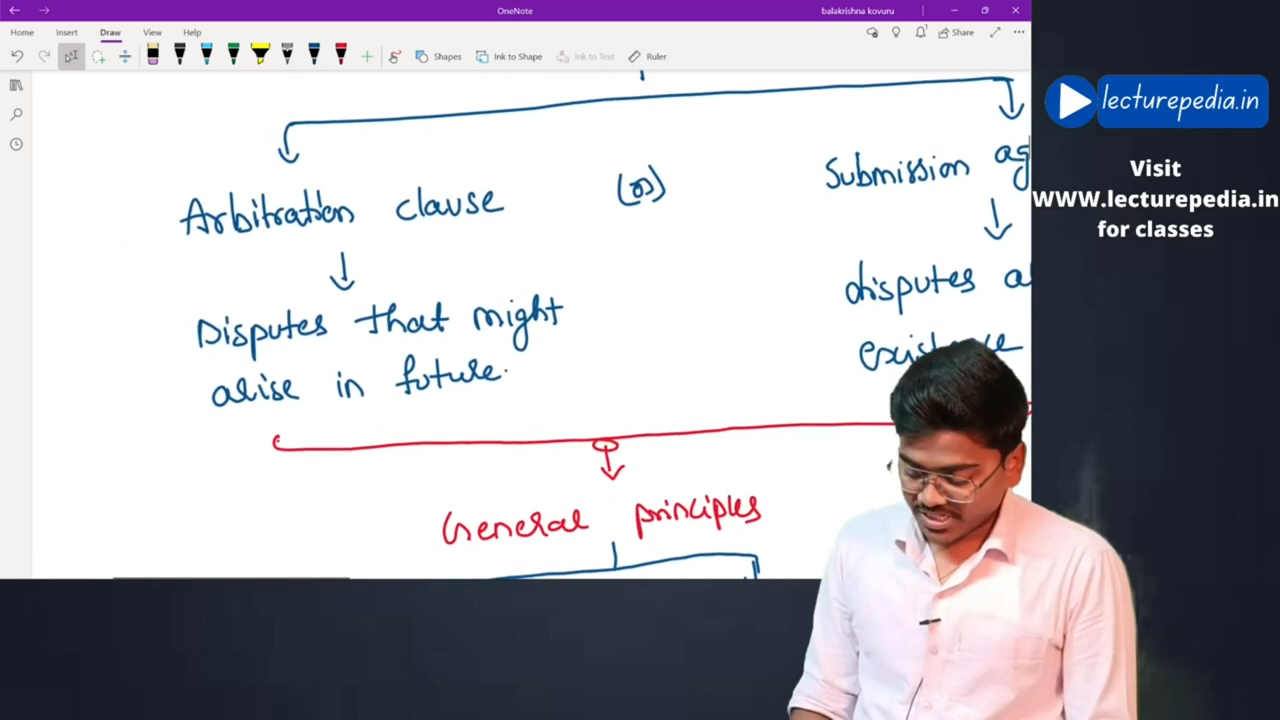 OneNote
balakrishna kovuru
Home Insert Draw View Help
Share
Shapes Ink to Shape Ink to Text Ruler
lecturepedia.in
Visit
WWW.lecturepedia.in
for classes
Arbitration clause (or) Submission ag
Disputes that might
arise in future.
disputes a
existence
General principles